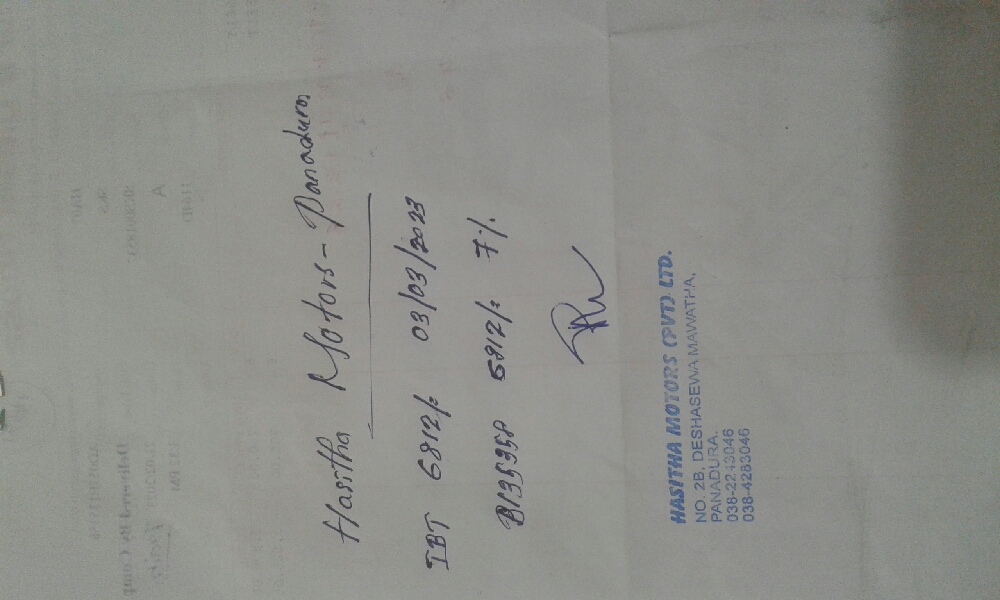 Hasitha Motors - Panadura
IBT 6812/= 03/03/2023
B135358 6812/= 7%
HASITHA MOTORS (PVT) LTD.
NO. 2B, DESHASEWA MAWATHA,
PANADURA.
038-2243046
038-4283046